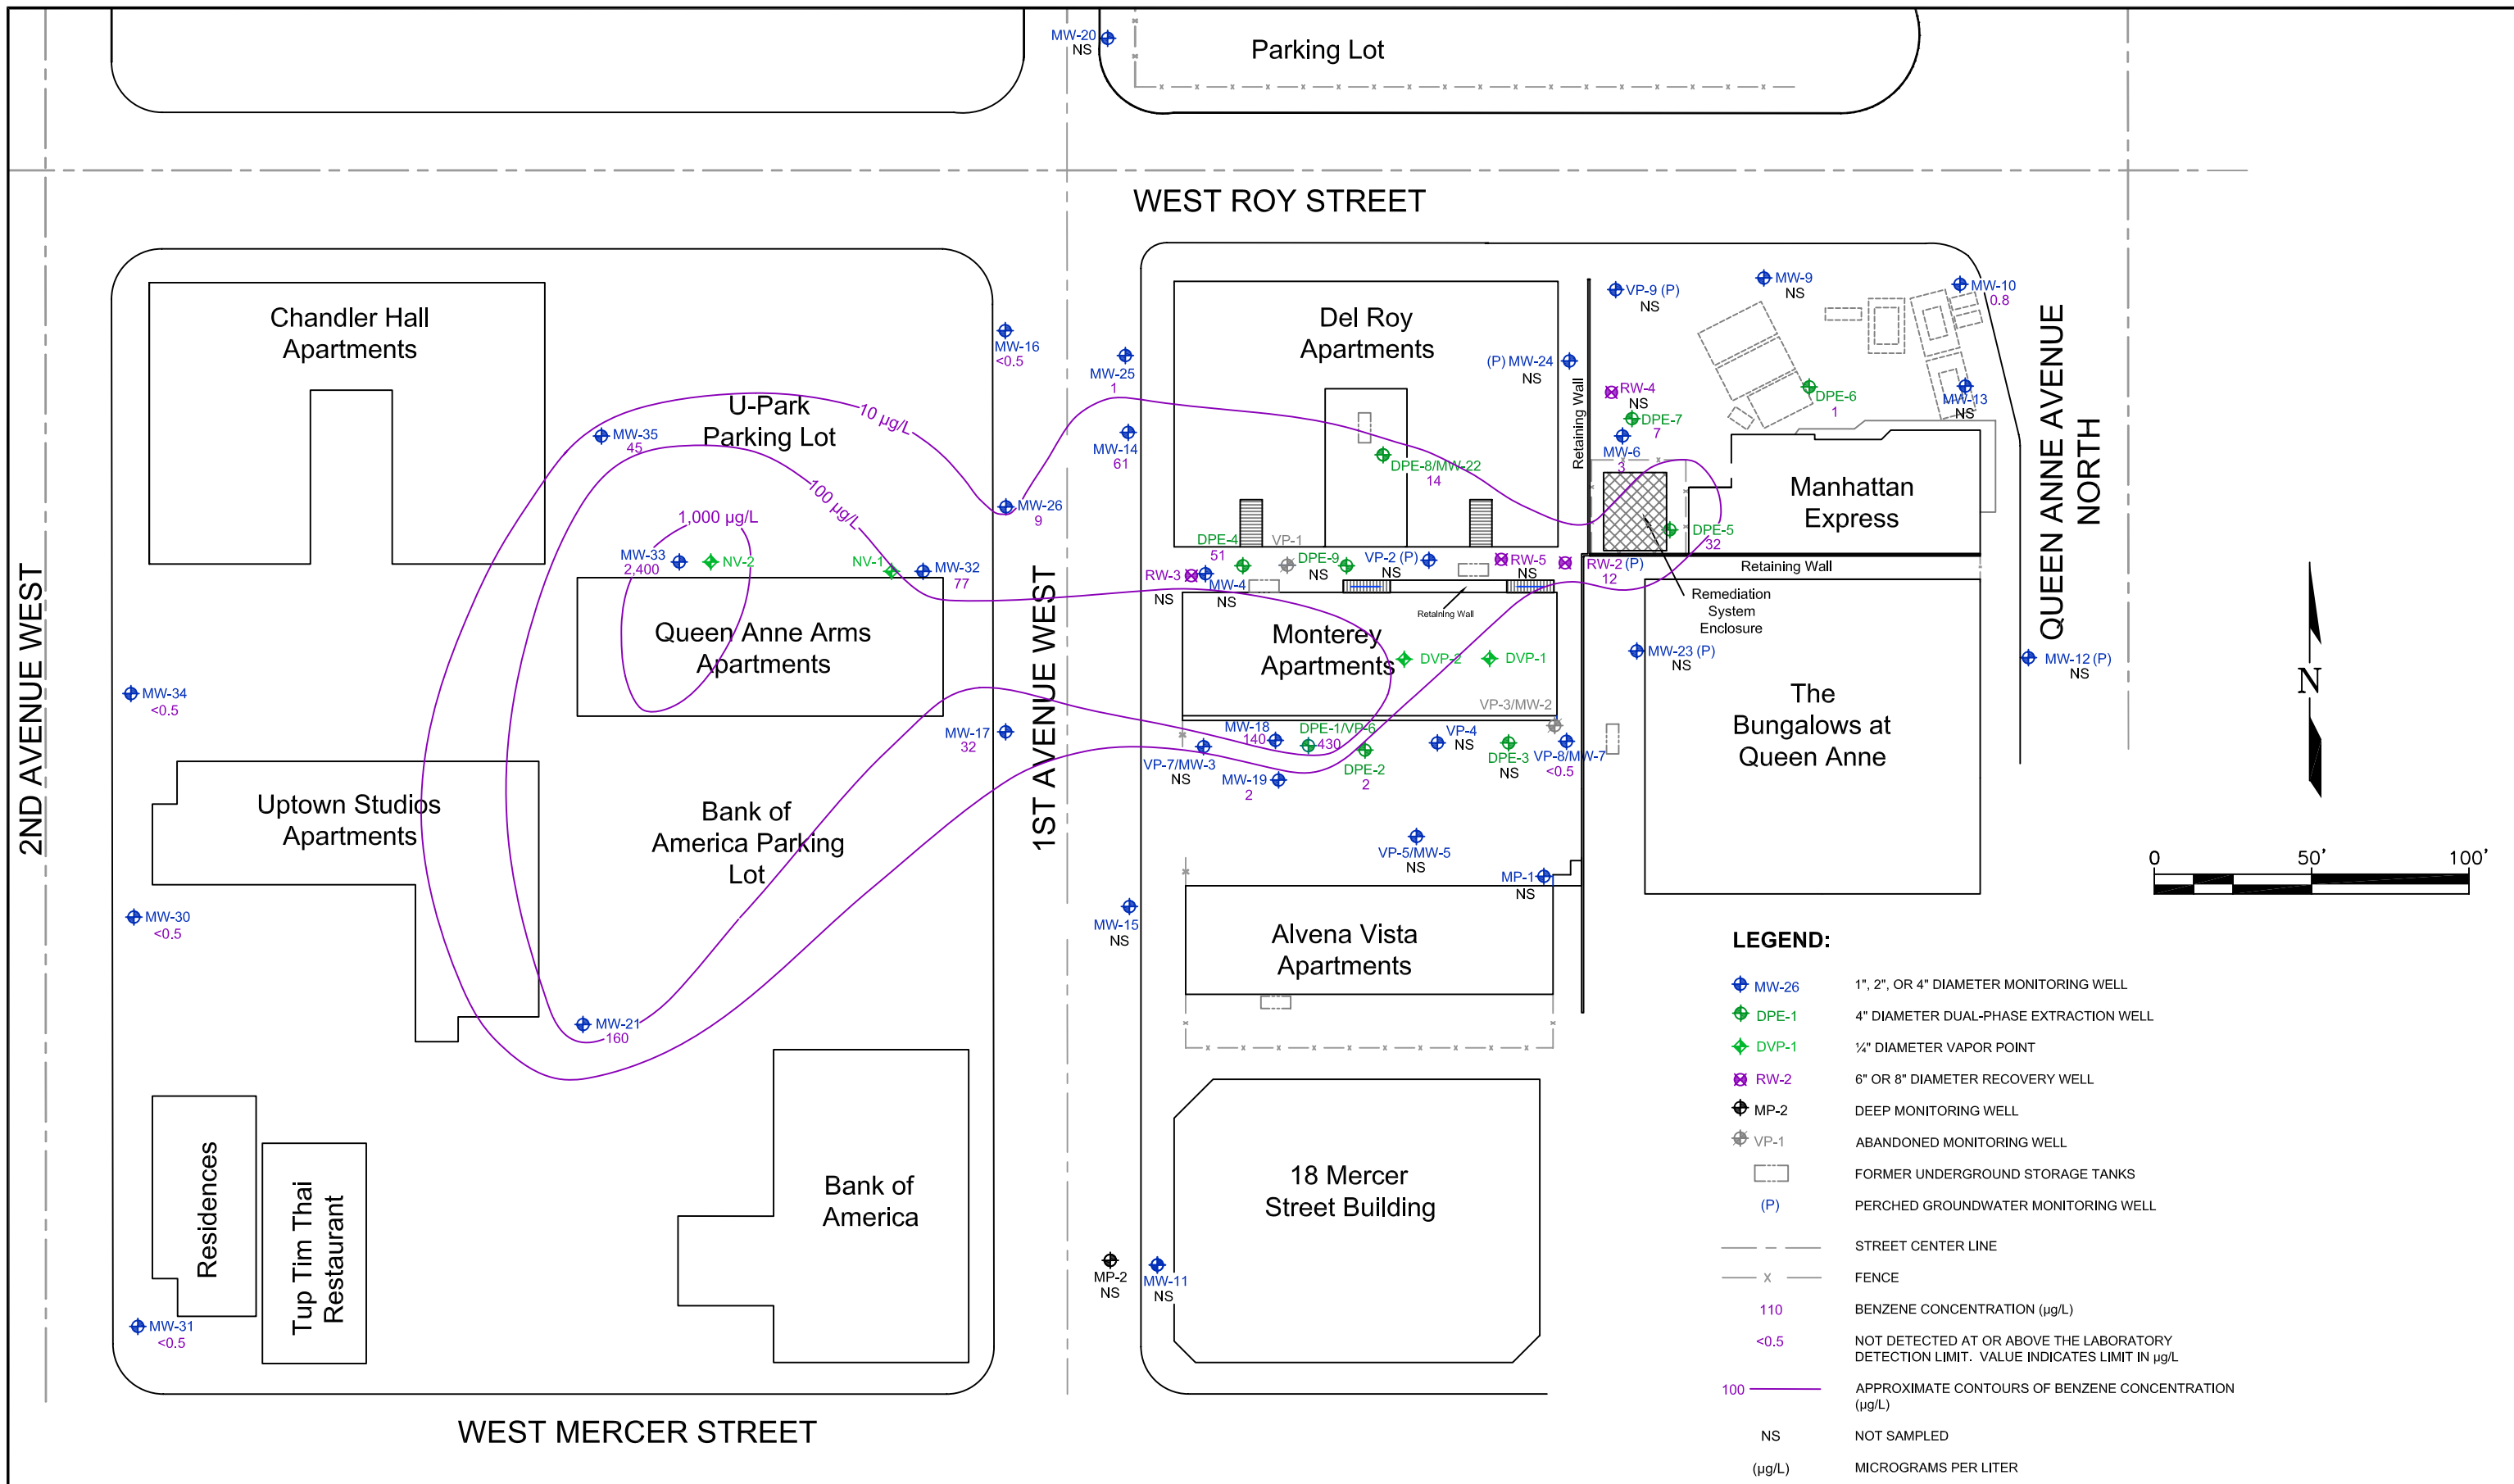 MW-20
NS
Parking Lot
WEST ROY STREET
Chandler Hall
Apartments
U-Park
Parking Lot
10 µg/L
100 µg/L
1,000 µg/L
MW-16
<0.5
MW-25
1
MW-14
61
MW-26
9
MW-35
45
MW-33
2,400
NV-2
NV-1
MW-32
77
Queen Anne Arms
Apartments
MW-34
<0.5
MW-17
32
Uptown Studios
Apartments
Bank of
America Parking
Lot
MW-30
<0.5
MW-21
160
Residences
Tup Tim Thai
Restaurant
Bank of
America
MW-31
<0.5
2ND AVENUE WEST
1ST AVENUE WEST
WEST MERCER STREET
Del Roy
Apartments
DPE-8/MW-22
14
(P) MW-24
NS
Retaining Wall
VP-9 (P)
NS
MW-9
NS
MW-10
0.8
RW-4
NS
DPE-7
7
MW-6
3
DPE-6
1
MW-13
NS
Manhattan
Express
DPE-5
32
DPE-4
51
VP-1
DPE-9
NS
VP-2 (P)
NS
RW-5
NS
RW-2 (P)
12
RW-3
NS
MW-4
NS
Retaining Wall
Retaining Wall
Remediation
System
Enclosure
Monterey
Apartments
DVP-2
DVP-1
VP-3/MW-2
MW-23 (P)
NS
MW-12 (P)
NS
The
Bungalows at
Queen Anne
QUEEN ANNE AVENUE
NORTH
MW-18
140
DPE-1/VP-6
430
VP-4
NS
VP-7/MW-3
NS
MW-19
2
DPE-2
2
DPE-3
NS
VP-8/MW-7
<0.5
VP-5/MW-5
NS
MP-1
NS
MW-15
NS
Alvena Vista
Apartments
18 Mercer
Street Building
MP-2
NS
MW-11
NS
N
0 50' 100'
LEGEND:
MW-26 1", 2", OR 4" DIAMETER MONITORING WELL
DPE-1 4" DIAMETER DUAL-PHASE EXTRACTION WELL
DVP-1 ¼" DIAMETER VAPOR POINT
RW-2 6" OR 8" DIAMETER RECOVERY WELL
MP-2 DEEP MONITORING WELL
VP-1 ABANDONED MONITORING WELL
FORMER UNDERGROUND STORAGE TANKS
(P) PERCHED GROUNDWATER MONITORING WELL
STREET CENTER LINE
X FENCE
110 BENZENE CONCENTRATION (µg/L)
<0.5 NOT DETECTED AT OR ABOVE THE LABORATORY
DETECTION LIMIT. VALUE INDICATES LIMIT IN µg/L
100 APPROXIMATE CONTOURS OF BENZENE CONCENTRATION
(µg/L)
NS NOT SAMPLED
(µg/L) MICROGRAMS PER LITER